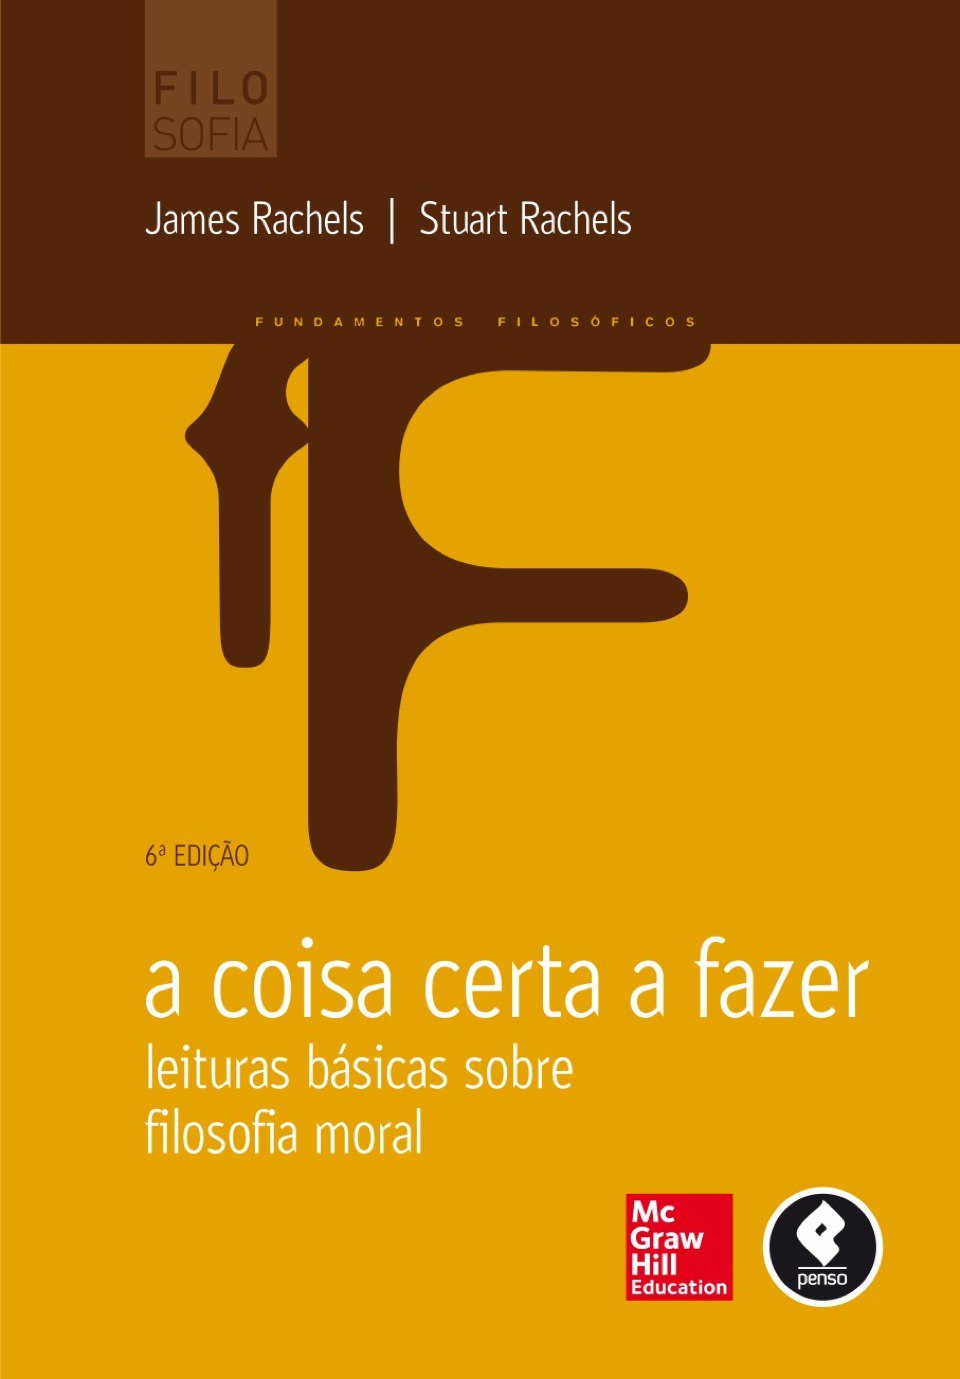 FILO
SOFIA
James Rachels | Stuart Rachels
FUNDAMENTOS FILOSÓFICOS
6ª EDIÇÃO
a coisa certa a fazer
leituras básicas sobre
filosofia moral
Mc
Graw
Hill
Education
penso